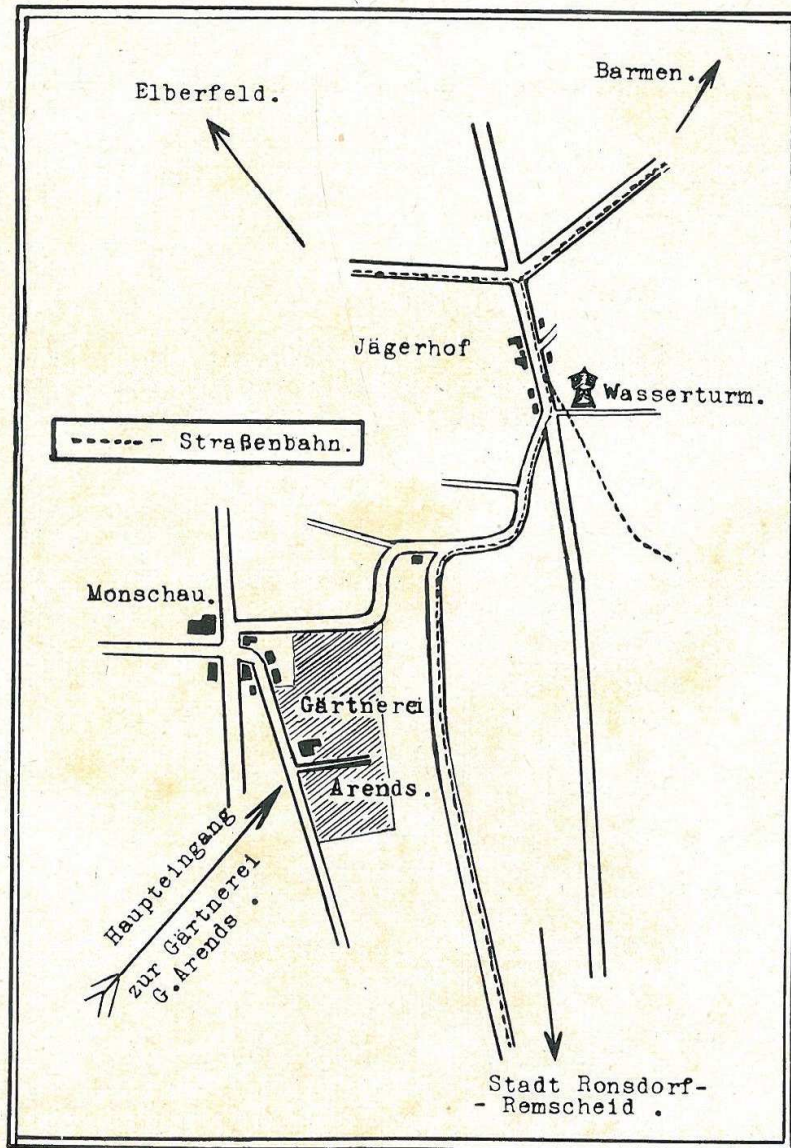 Barmen.
Elberfeld.
Jägerhof
Wasserturm.
- Straßenbahn.
Monschau.
Gärtnerei
Arends.
Haupteingang
zur Gärtnerei
G.Arends .
Stadt Ronsdorf-
- Remscheid .